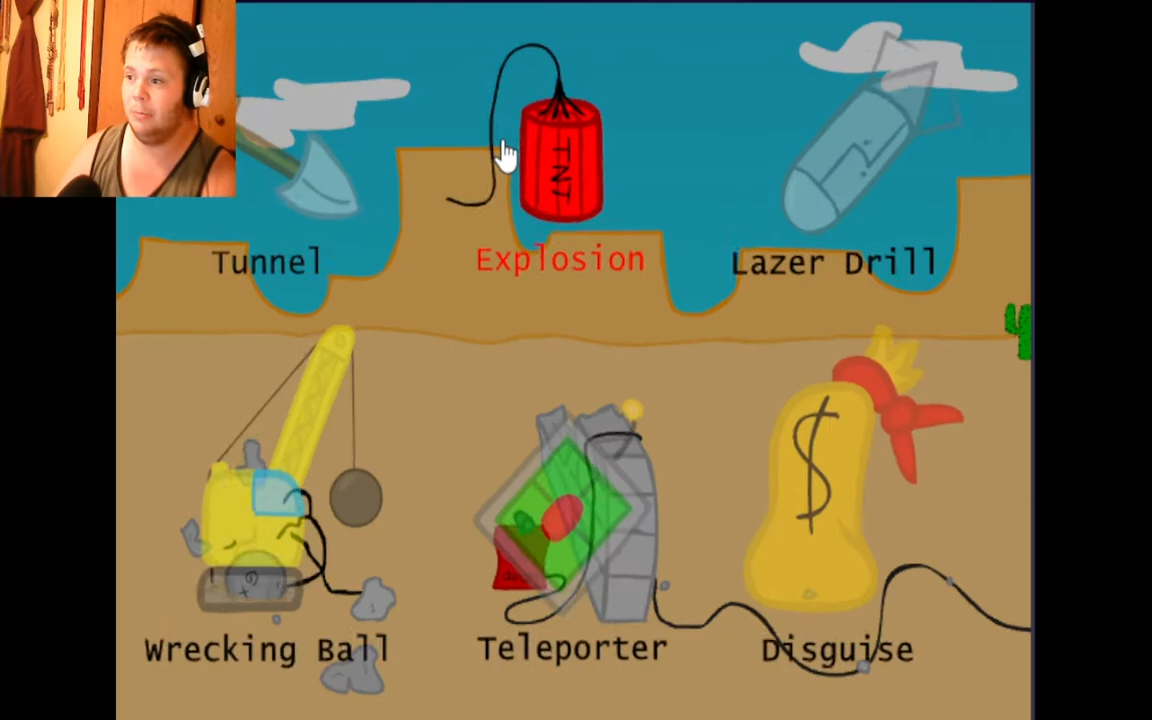 TNT
Tunnel
Explosion
Lazer Drill
$
Wrecking Ball
Teleporter
Disguise